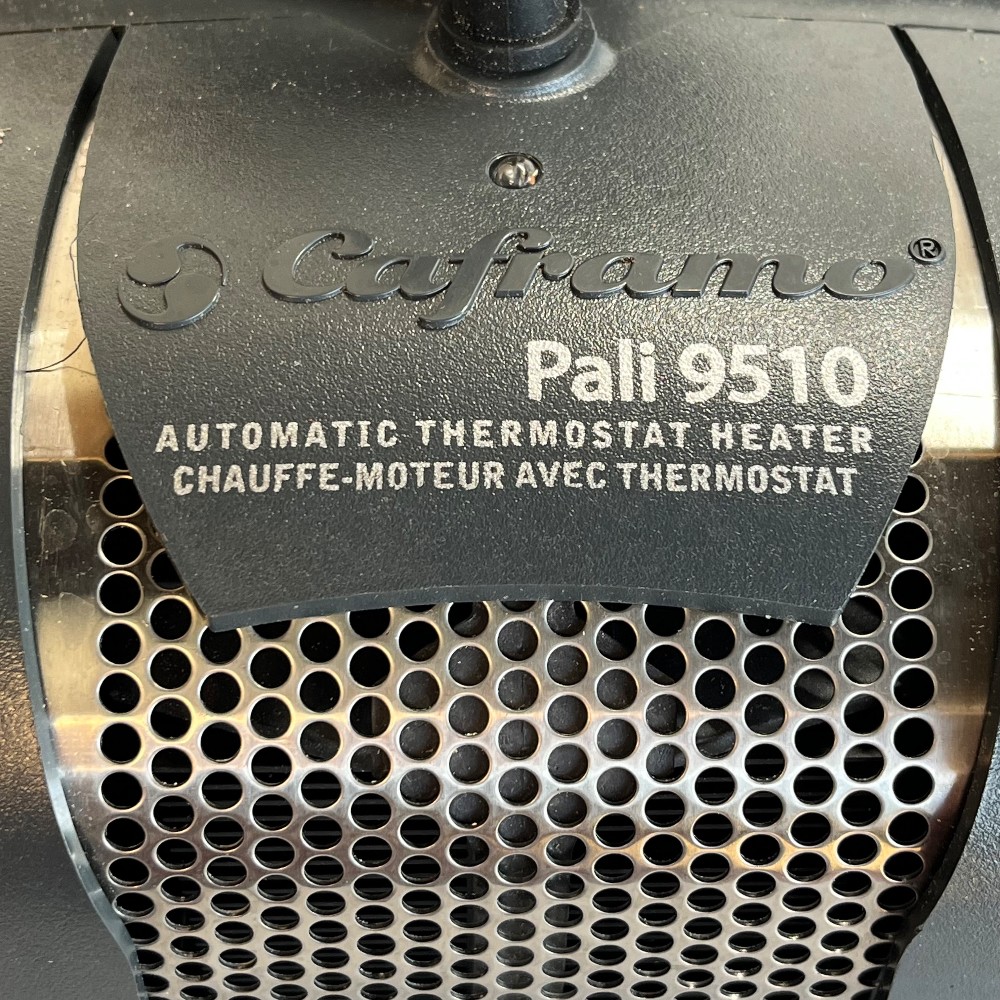 Caframo®
Pali 9510
AUTOMATIC THERMOSTAT HEATER
CHAUFFE-MOTEUR AVEC THERMOSTAT